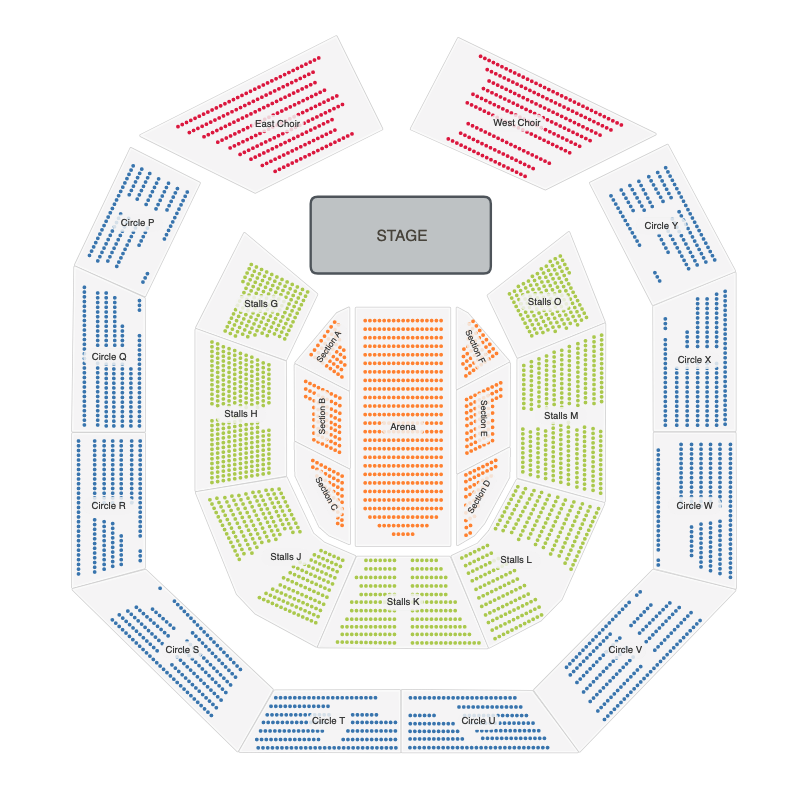 East Choir
West Choir
Circle P
STAGE
Circle Y
Stalls G
Stalls O
Section A
Section F
Circle Q
Circle X
Stalls H
Section B
Arena
Section E
Stalls M
Circle R
Section C
Section D
Circle W
Stalls J
Stalls L
Stalls K
Circle S
Circle V
Circle T
Circle U